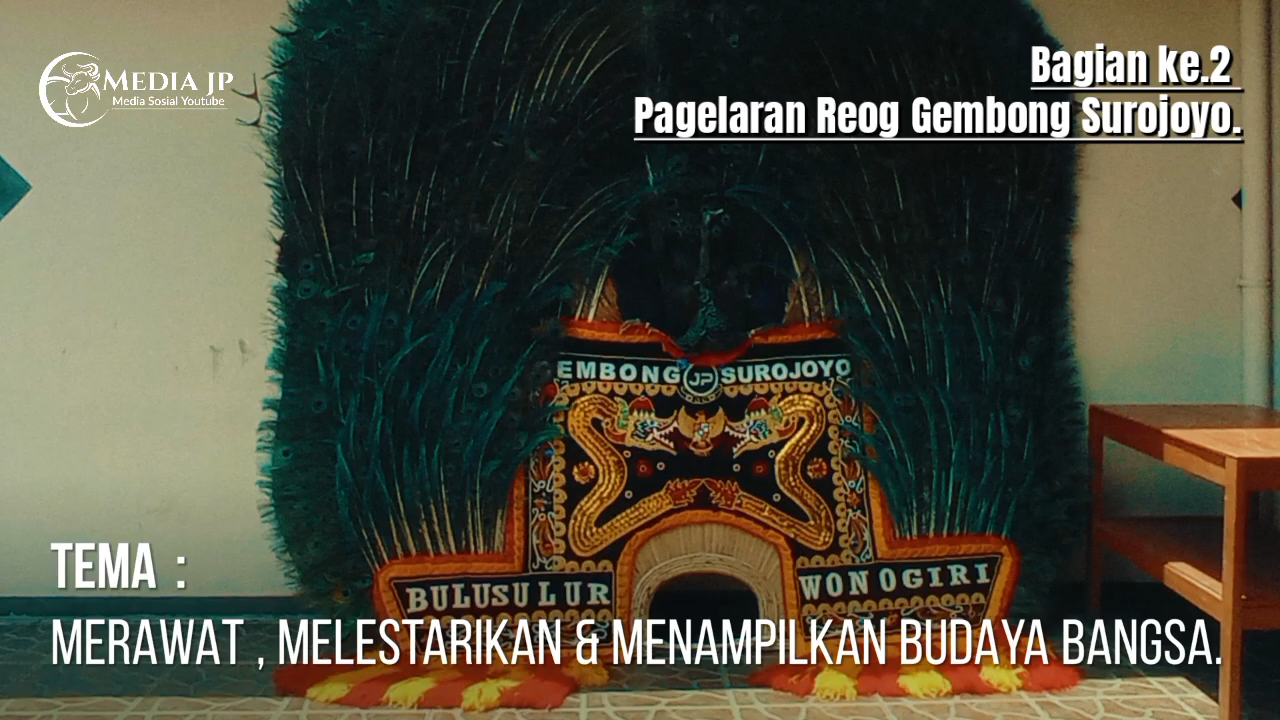 MEDIA JP
Media Sosial Youtube
Bagian ke.2
Pagelaran Reog Gembong Surojoyo.
EMBONG JP SUROJOYO
BULUSULUR
WONOGIRI
TEMA :
MERAWAT , MELESTARIKAN & MENAMPILKAN BUDAYA BANGSA.